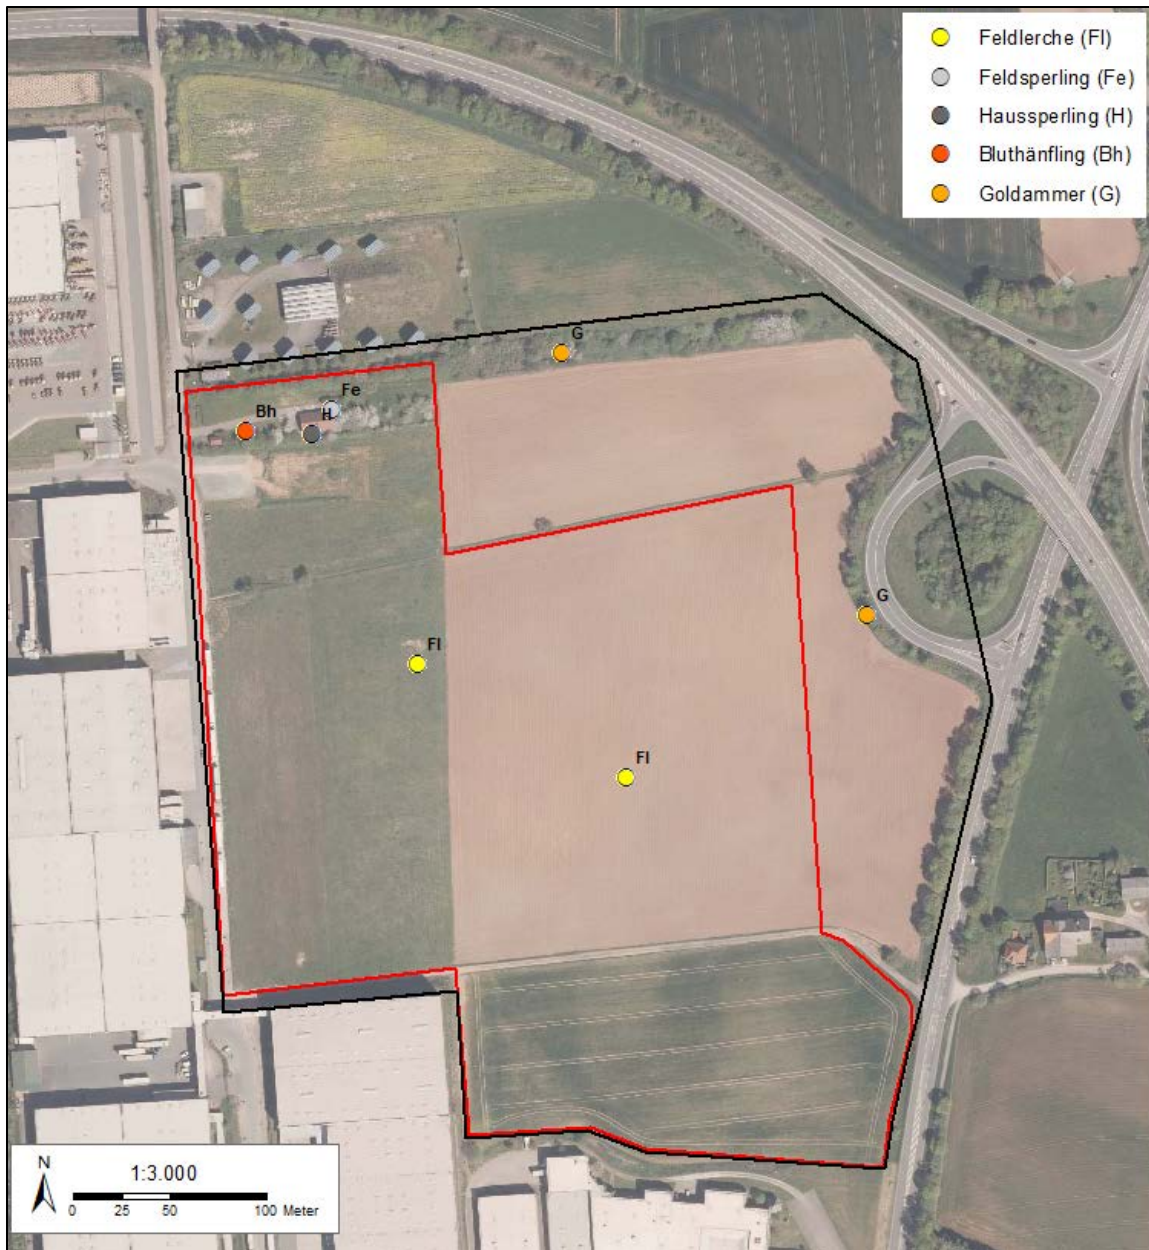 Feldlerche (Fl)
Feldsperling (Fe)
Haussperling (H)
Bluthänfling (Bh)
Goldammer (G)
G
Fe
Bh
H
G
Fl
Fl
N
1:3.000
0 25 50 100 Meter